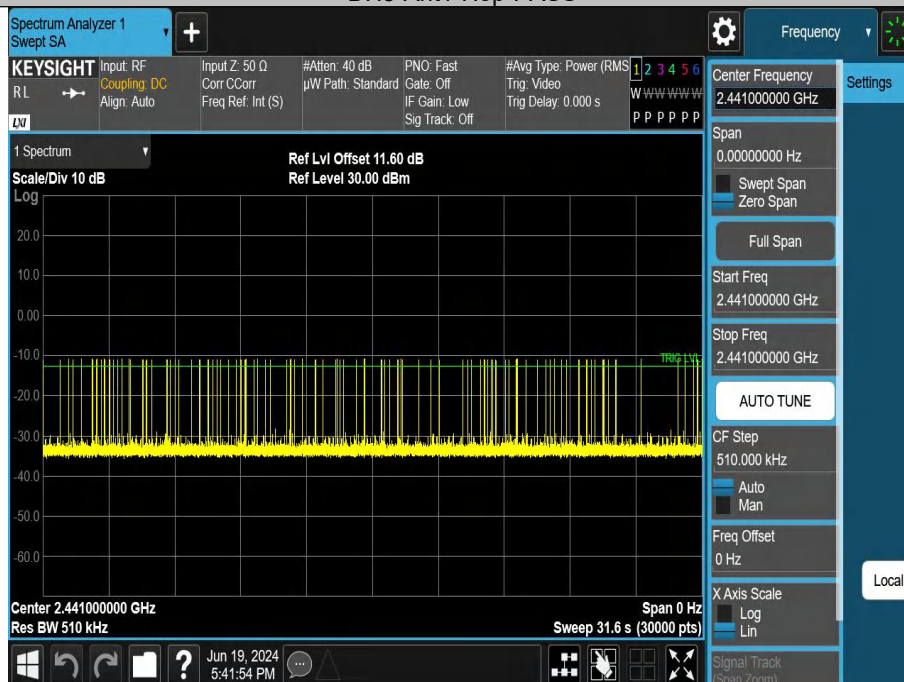 Spectrum Analyzer 1
Swept SA
+
Frequency
KEYSIGHT
RL
LXI
Input: RF
Coupling: DC
Align: Auto
Input Z: 50 Ω
Corr CCorr
Freq Ref: Int (S)
#Atten: 40 dB
µW Path: Standard
PNO: Fast
Gate: Off
IF Gain: Low
Sig Track: Off
#Avg Type: Power (RMS
Trig: Video
Trig Delay: 0.000 s
1 2 3 4 5 6
W W W W W W
P P P P P P
1 Spectrum
Scale/Div 10 dB
Log
Ref Lvl Offset 11.60 dB
Ref Level 30.00 dBm
20.0
10.0
0.00
-10.0
-20.0
-30.0
-40.0
-50.0
-60.0
TRIG LVL
Center 2.441000000 GHz
Res BW 510 kHz
Span 0 Hz
Sweep 31.6 s (30000 pts)
Center Frequency
2.441000000 GHz
Settings
Span
0.00000000 Hz
Swept Span
Zero Span
Full Span
Start Freq
2.441000000 GHz
Stop Freq
2.441000000 GHz
AUTO TUNE
CF Step
510.000 kHz
Auto
Man
Freq Offset
0 Hz
Local
X Axis Scale
Log
Lin
Signal Track
(Span Zoom)
?
Jun 19, 2024
5:41:54 PM